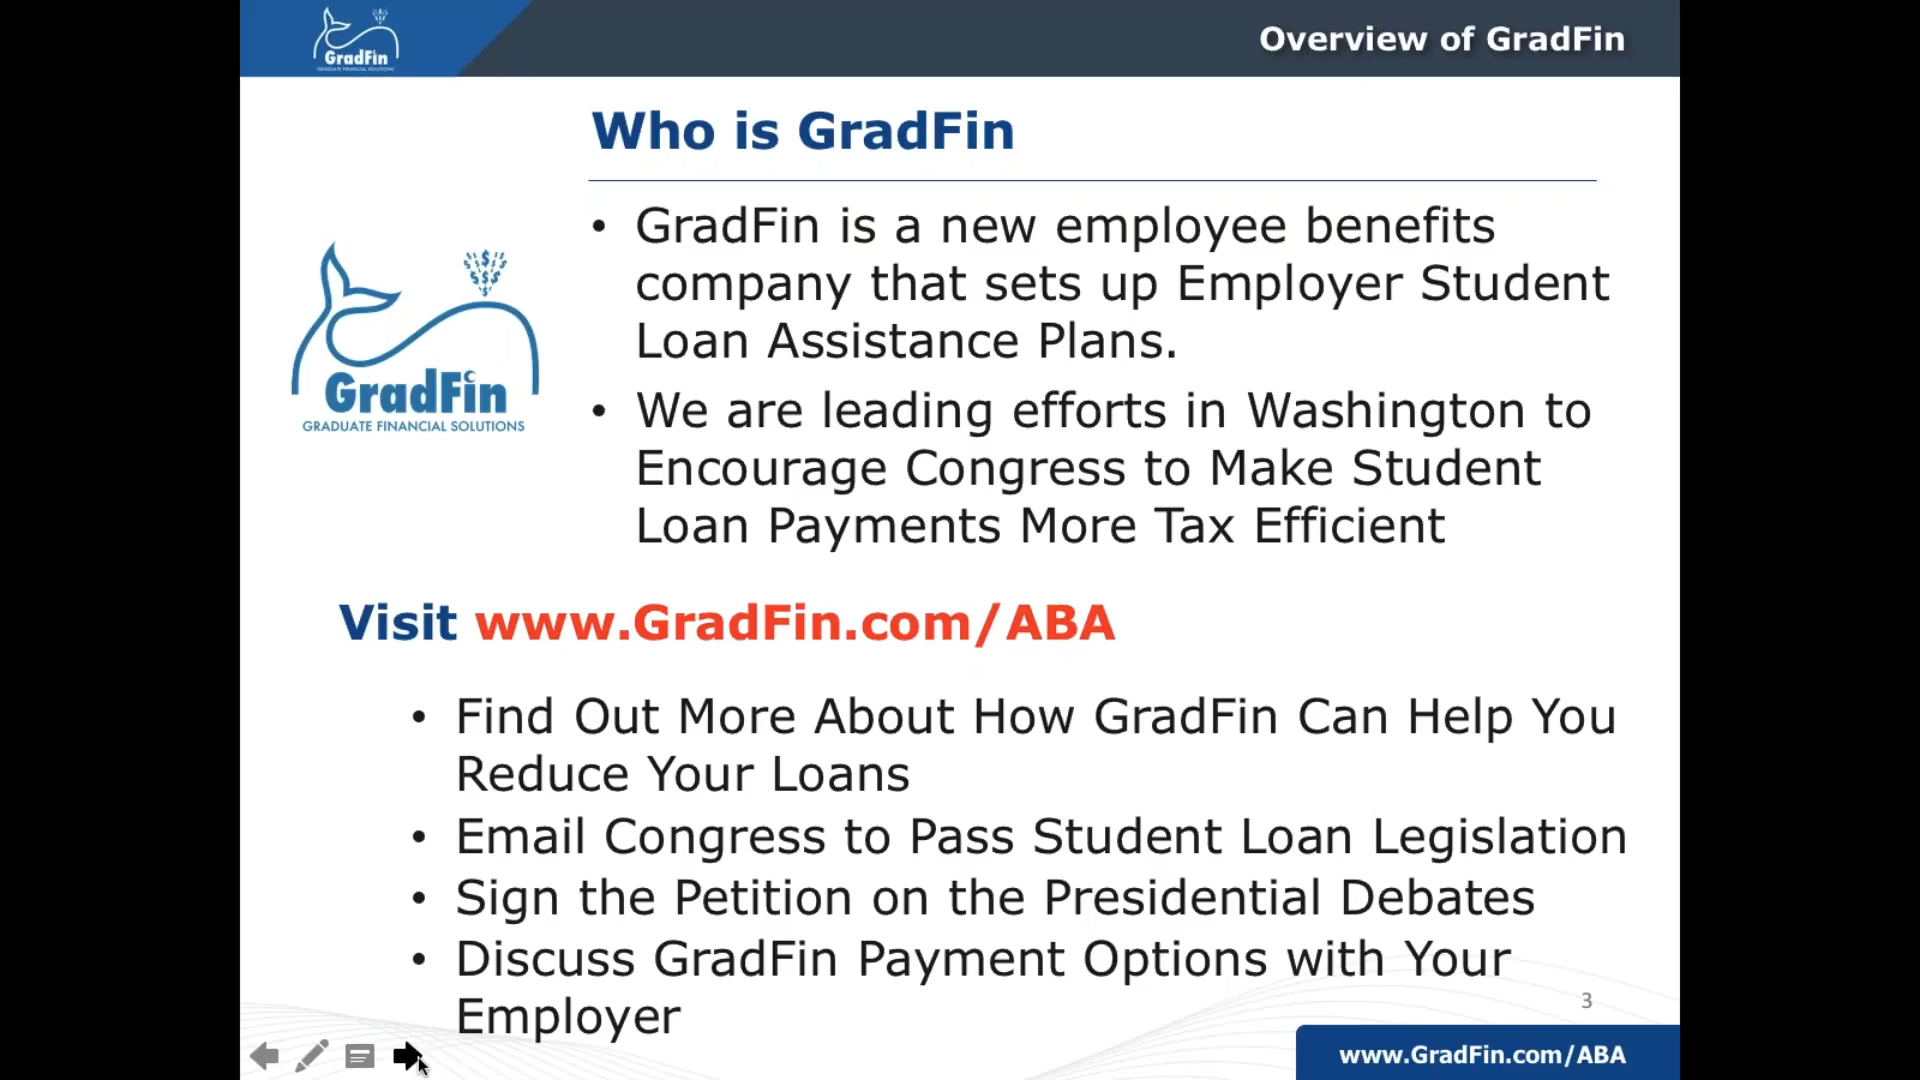 GradFin
GRADUATE FINANCIAL SOLUTIONS
Overview of GradFin
Who is GradFin
• GradFin is a new employee benefits
company that sets up Employer Student
Loan Assistance Plans.
• We are leading efforts in Washington to
Encourage Congress to Make Student
Loan Payments More Tax Efficient
$ $ $ $
$ $ $
$ $
$
GradFin
GRADUATE FINANCIAL SOLUTIONS
Visit www.GradFin.com/ABA
• Find Out More About How GradFin Can Help You
Reduce Your Loans
• Email Congress to Pass Student Loan Legislation
• Sign the Petition on the Presidential Debates
• Discuss GradFin Payment Options with Your
Employer
3
www.GradFin.com/ABA